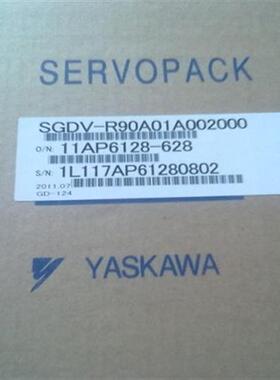 SERVOPACK
SGDV-R90A01A002000
O/N: 11AP6128-628
S/N: 1L117AP61280802
2011.07
GD-124
YASKAWA